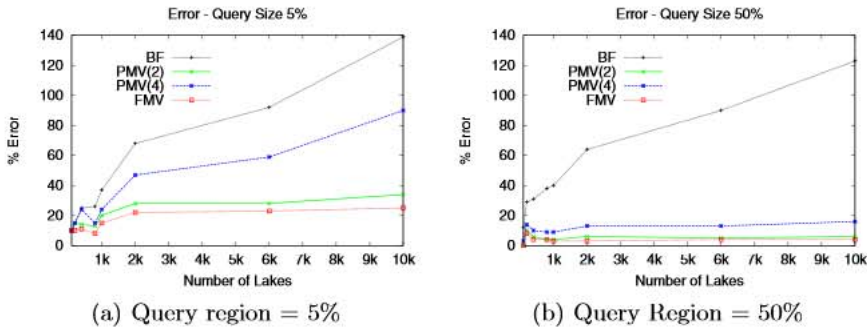 Error - Query Size 5%
% Error
140
120
100
80
60
40
20
0
BF
PMV(2)
PMV(4)
FMV
1k 2k 3k 4k 5k 6k 7k 8k 9k 10k
Number of Lakes
(a) Query region = 5%
Error - Query Size 50%
% Error
140
120
100
80
60
40
20
0
BF
PMV(2)
PMV(4)
FMV
1k 2k 3k 4k 5k 6k 7k 8k 9k 10k
Number of Lakes
(b) Query Region = 50%